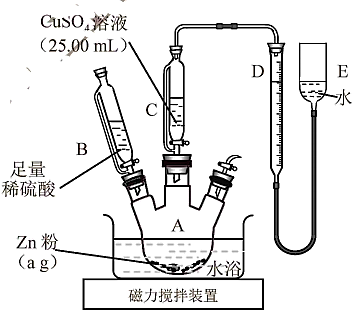 CuSO₄溶液
(25.00 mL)
D
E
水
C
B
足量
稀硫酸
A
Zn 粉
(a g)
水浴
磁力搅拌装置